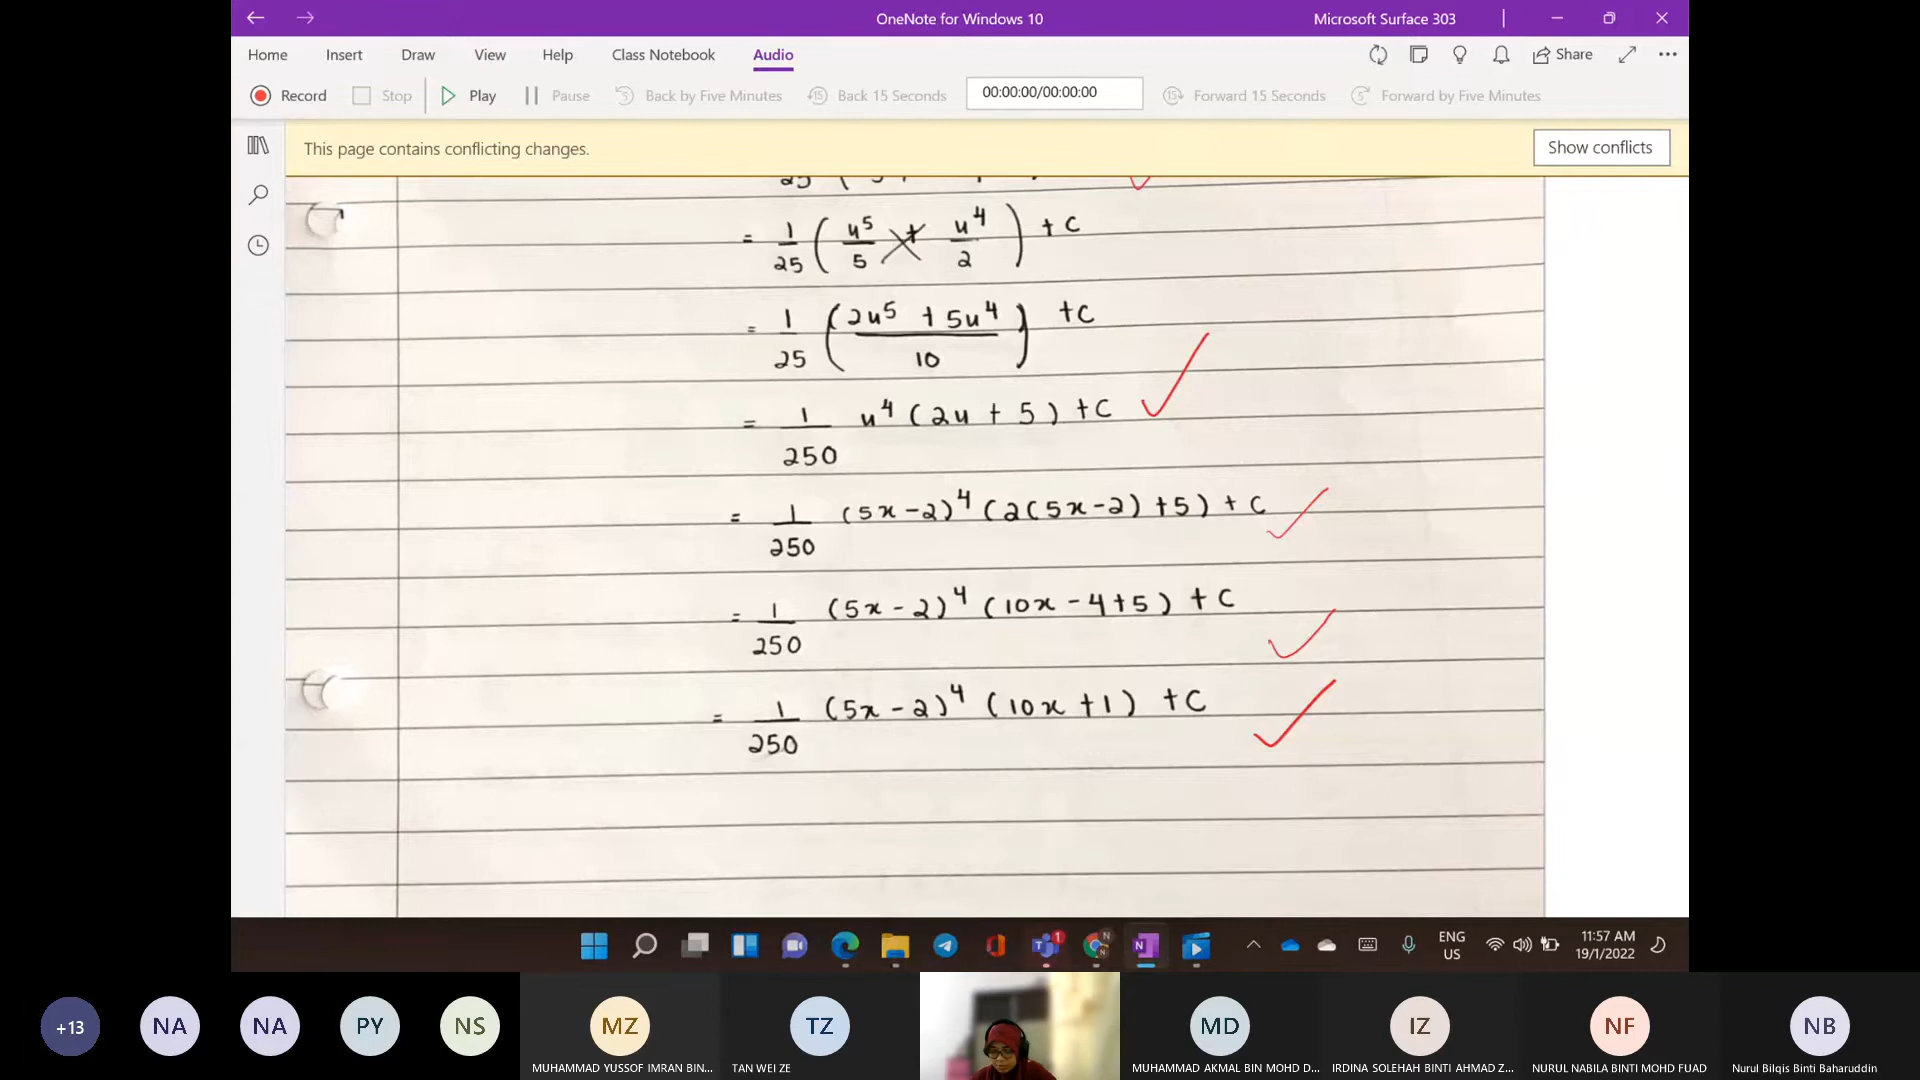 OneNote for Windows 10
Microsoft Surface 303
Home Insert Draw View Help Class Notebook Audio
Share
Record Stop Play Pause Back by Five Minutes Back 15 Seconds 00:00:00/00:00:00 Forward 15 Seconds Forward by Five Minutes
This page contains conflicting changes.
Show conflicts
= 1/25 ( u⁵/5 + u⁴/2 ) + C
= 1/25 ( (2u⁵ + 5u⁴)/10 ) + C
= 1/250 u⁴ (2u + 5) + C
= 1/250 (5x - 2)⁴ (2(5x - 2) + 5) + C
= 1/250 (5x - 2)⁴ (10x - 4 + 5) + C
= 1/250 (5x - 2)⁴ (10x + 1) + C
ENG
US
11:57 AM
19/1/2022
+13
NA
NA
PY
NS
MZ
TZ
MD
IZ
NF
NB
MUHAMMAD YUSSOF IMRAN BIN...
TAN WEI ZE
MUHAMMAD AKMAL BIN MOHD D...
IRDINA SOLEHAH BINTI AHMAD Z...
NURUL NABILA BINTI MOHD FUAD
Nurul Bilqis Binti Baharuddin